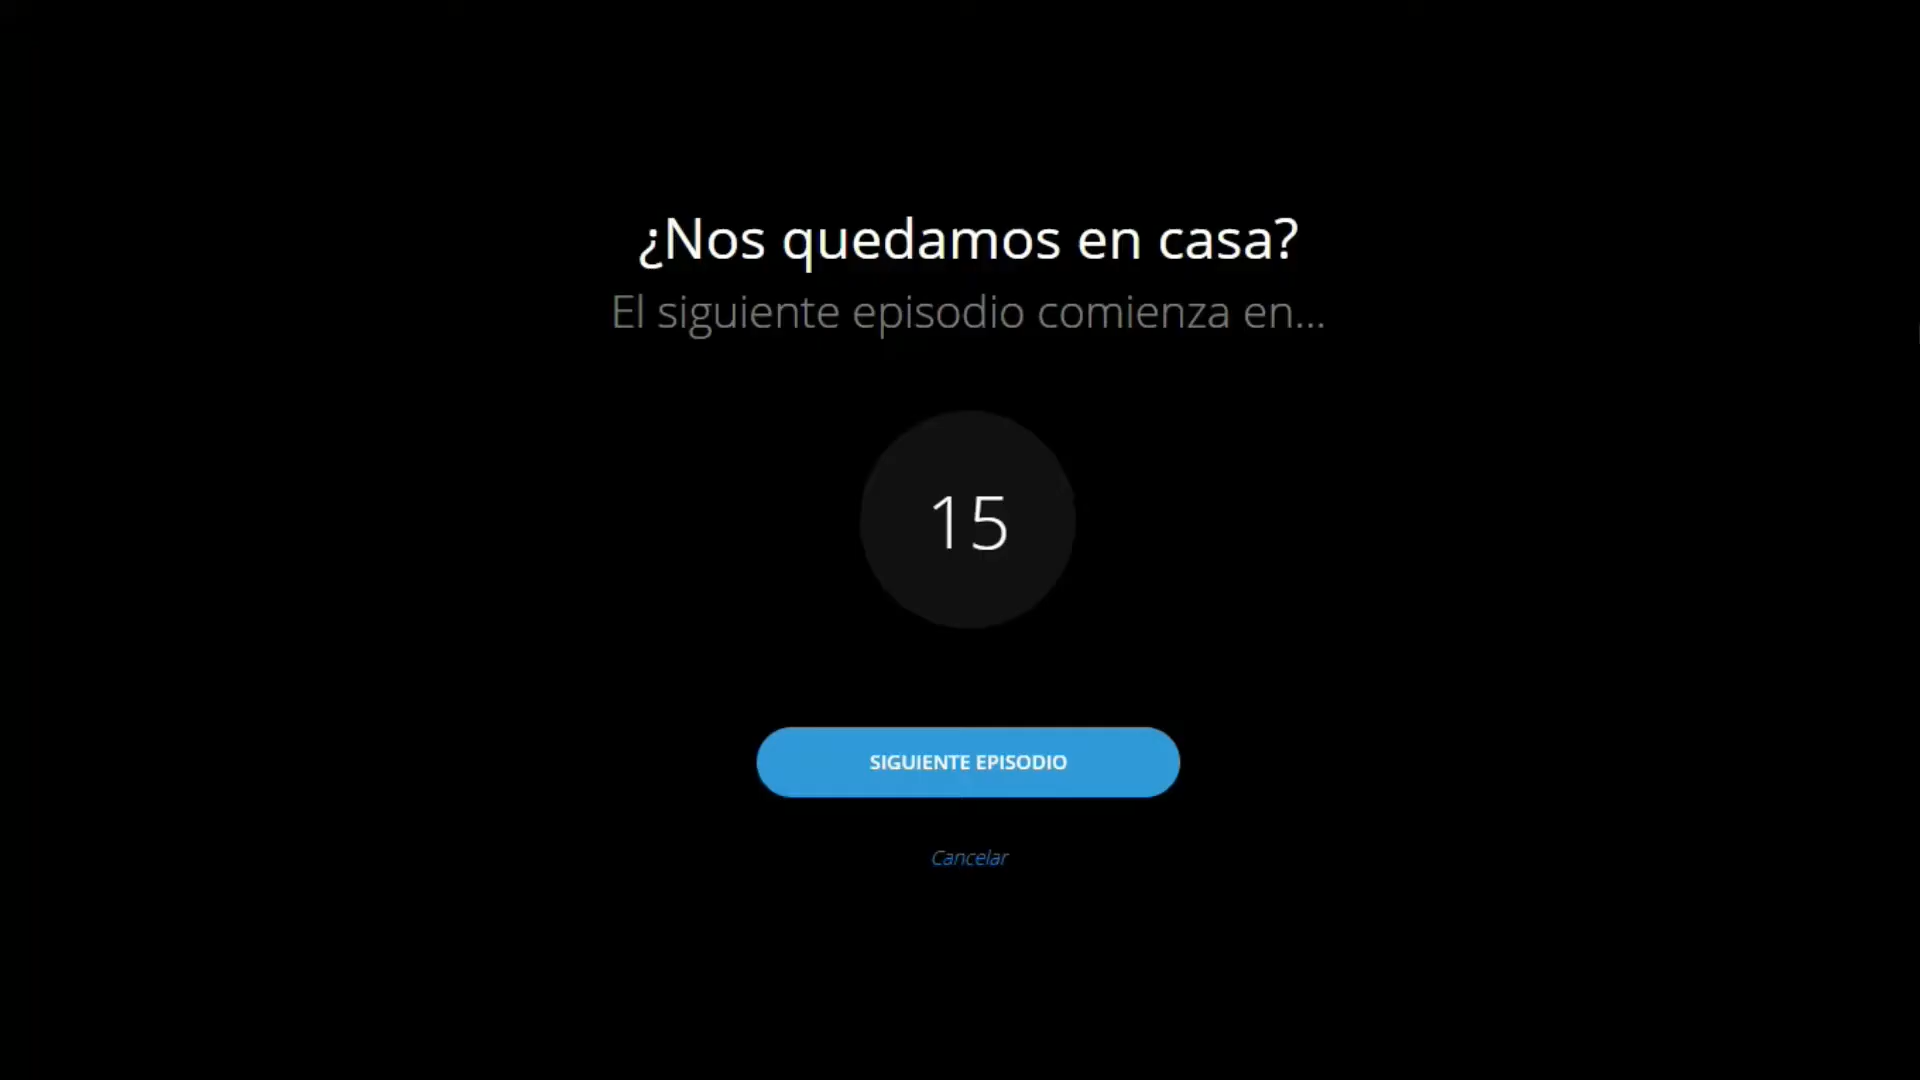 ¿Nos quedamos en casa?
El siguiente episodio comienza en...
15
SIGUIENTE EPISODIO
Cancelar